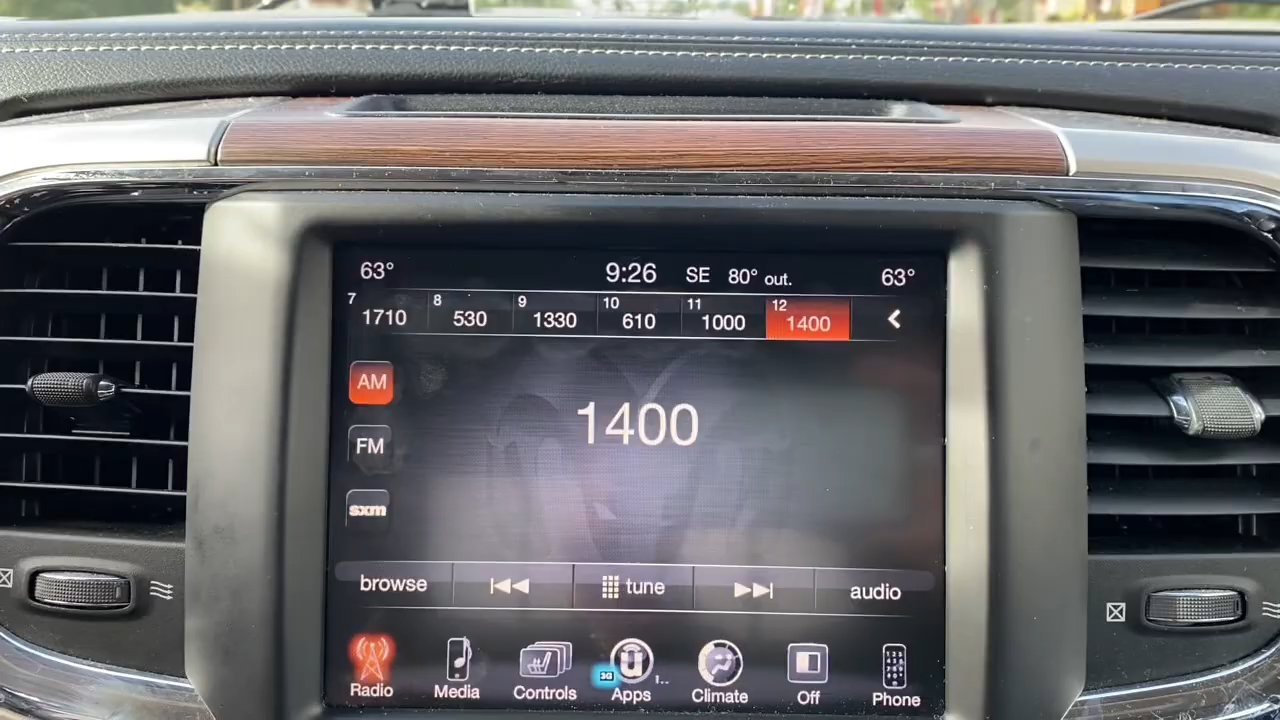 63° 9:26 SE 80° out. 63°
7 1710 8 530 9 1330 10 610 11 1000 12 1400
AM
1400
FM
sxm
browse tune audio
Radio Media Controls 3G Apps Climate Off Phone